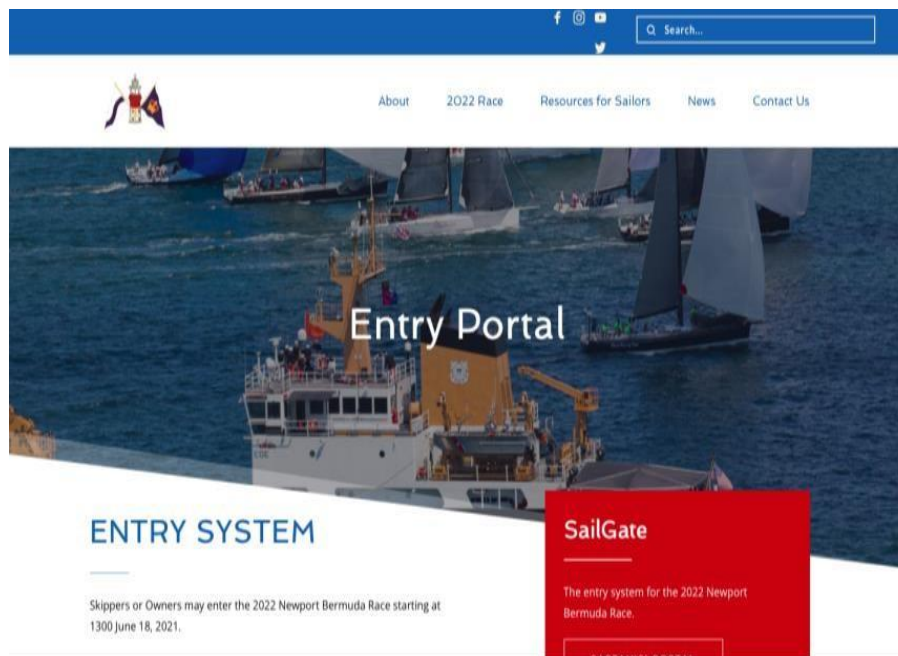 Search...
About 2022 Race Resources for Sailors News Contact Us
Entry Portal
ENTRY SYSTEM
Skippers or Owners may enter the 2022 Newport Bermuda Race starting at
1300 June 18, 2021.
SailGate
The entry system for the 2022 Newport
Bermuda Race.